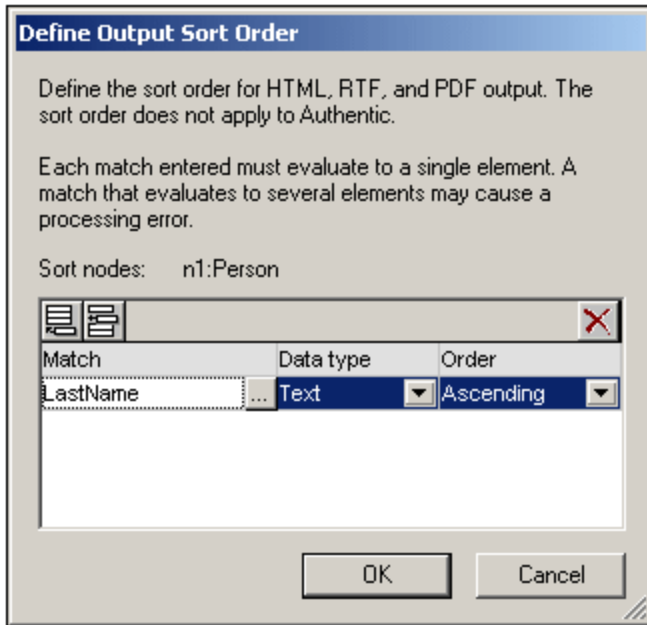 Define Output Sort Order
Define the sort order for HTML, RTF, and PDF output. The
sort order does not apply to Authentic.
Each match entered must evaluate to a single element. A
match that evaluates to several elements may cause a
processing error.
Sort nodes: n1:Person
Match Data type Order
LastName ... Text Ascending
OK Cancel